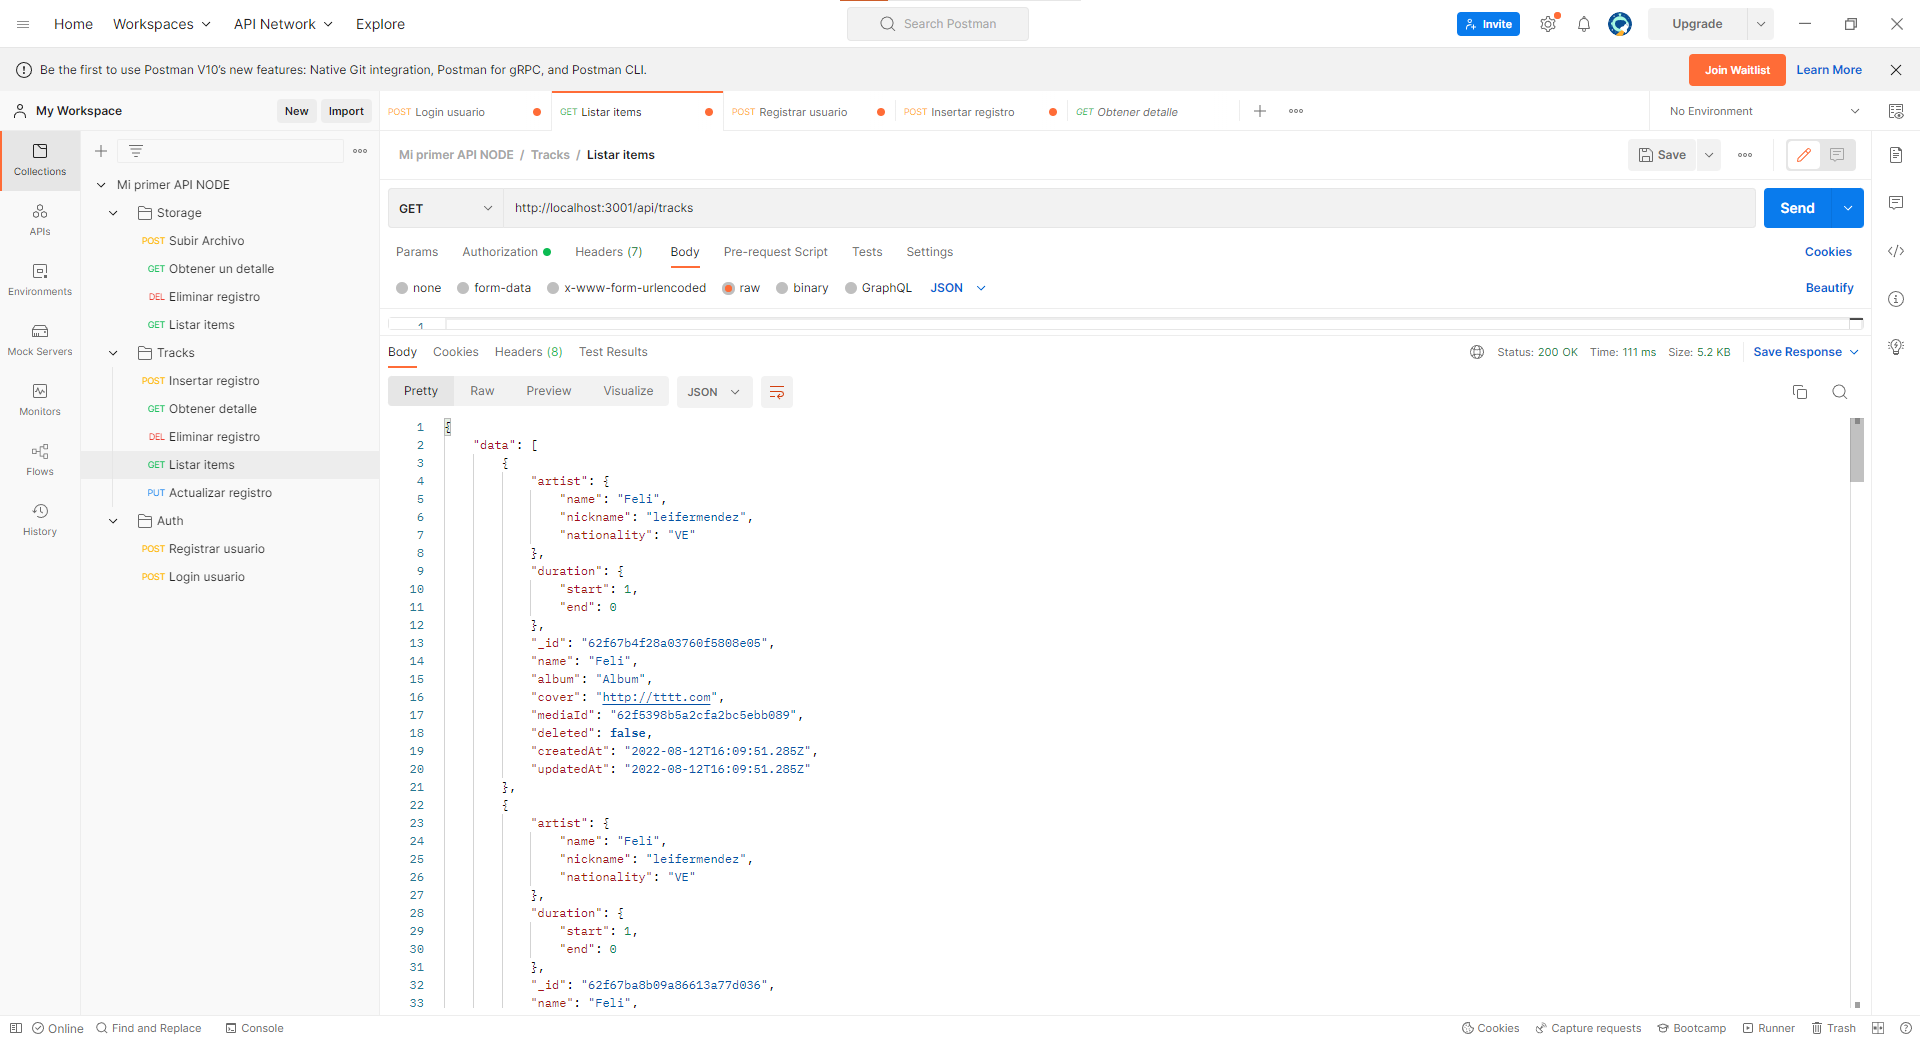 Home Workspaces API Network Explore Search Postman Invite Upgrade
Be the first to use Postman V10's new features: Native Git integration, Postman for gRPC, and Postman CLI. Join Waitlist Learn More
My Workspace New Import POST Login usuario GET Listar items POST Registrar usuario POST Insertar registro GET Obtener detalle No Environment
Mi primer API NODE / Tracks / Listar items Save
Collections
APIs
Environments
Mock Servers
Monitors
Flows
History
Mi primer API NODE
Storage
POST Subir Archivo
GET Obtener un detalle
DEL Eliminar registro
GET Listar items
Tracks
POST Insertar registro
GET Obtener detalle
DEL Eliminar registro
GET Listar items
PUT Actualizar registro
Auth
POST Registrar usuario
POST Login usuario
GET http://localhost:3001/api/tracks Send
Params Authorization Headers (7) Body Pre-request Script Tests Settings Cookies
none form-data x-www-form-urlencoded raw binary GraphQL JSON Beautify
1
Body Cookies Headers (8) Test Results Status: 200 OK Time: 111 ms Size: 5.2 KB Save Response
Pretty Raw Preview Visualize JSON
1 {
2 "data": [
3 {
4 "artist": {
5 "name": "Feli",
6 "nickname": "leifermendez",
7 "nationality": "VE"
8 },
9 "duration": {
10 "start": 1,
11 "end": 0
12 },
13 "_id": "62f67b4f28a03760f5808e05",
14 "name": "Feli",
15 "album": "Album",
16 "cover": "http://tttt.com",
17 "mediaId": "62f5398b5a2cfa2bc5ebb089",
18 "deleted": false,
19 "createdAt": "2022-08-12T16:09:51.285Z",
20 "updatedAt": "2022-08-12T16:09:51.285Z"
21 },
22 {
23 "artist": {
24 "name": "Feli",
25 "nickname": "leifermendez",
26 "nationality": "VE"
27 },
28 "duration": {
29 "start": 1,
30 "end": 0
31 },
32 "_id": "62f67ba8b09a86613a77d036",
33 "name": "Feli",
Online Find and Replace Console Cookies Capture requests Bootcamp Runner Trash